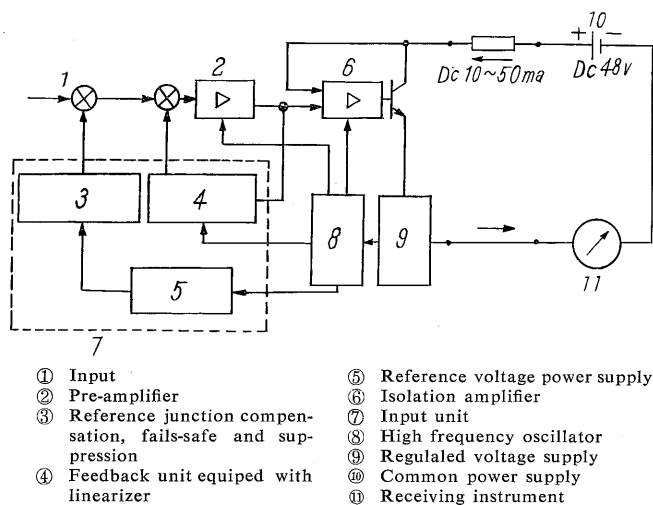 10
+ −
1
2
6
Dc 10~50ma
Dc 48v
3
4
8
9
5
11
7
① Input
② Pre-amplifier
③ Reference junction compen-
sation, fails-safe and sup-
pression
④ Feedback unit equiped with
linearizer
⑤ Reference voltage power supply
⑥ Isolation amplifier
⑦ Input unit
⑧ High frequency oscillator
⑨ Regulaled voltage supply
⑩ Common power supply
⑪ Receiving instrument